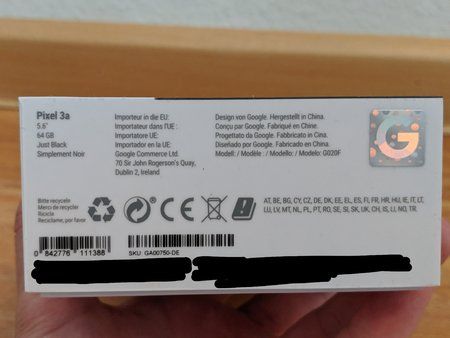 Pixel 3a
5.6"
64 GB
Just Black
Simplement Noir
Importeur in die EU:
Importateur dans l'UE :
Importatore UE:
Importador en la UE:
Google Commerce Ltd.
70 Sir John Rogerson's Quay,
Dublin 2, Ireland
Design von Google. Hergestellt in China.
Conçu par Google. Fabriqué en Chine.
Progettato da Google. Fabbricato in Cina.
Diseñado por Google. Fabricado en China.
Modell: / Modèle : / Modello: / Modelo: G020F
G
Bitte recyceln
Merci de recycler
Ricicla
Recíclame, por favor
CE
AT, BE, BG, CY, CZ, DE, DK, EE, EL, ES, FI, FR, HR, HU, IE, IT, LT,
LU, LV, MT, NL, PL, PT, RO, SE, SI, SK, UK, CH, IS, LI, NO, TR.
0 842776 111388
SKU: GA00750-DE